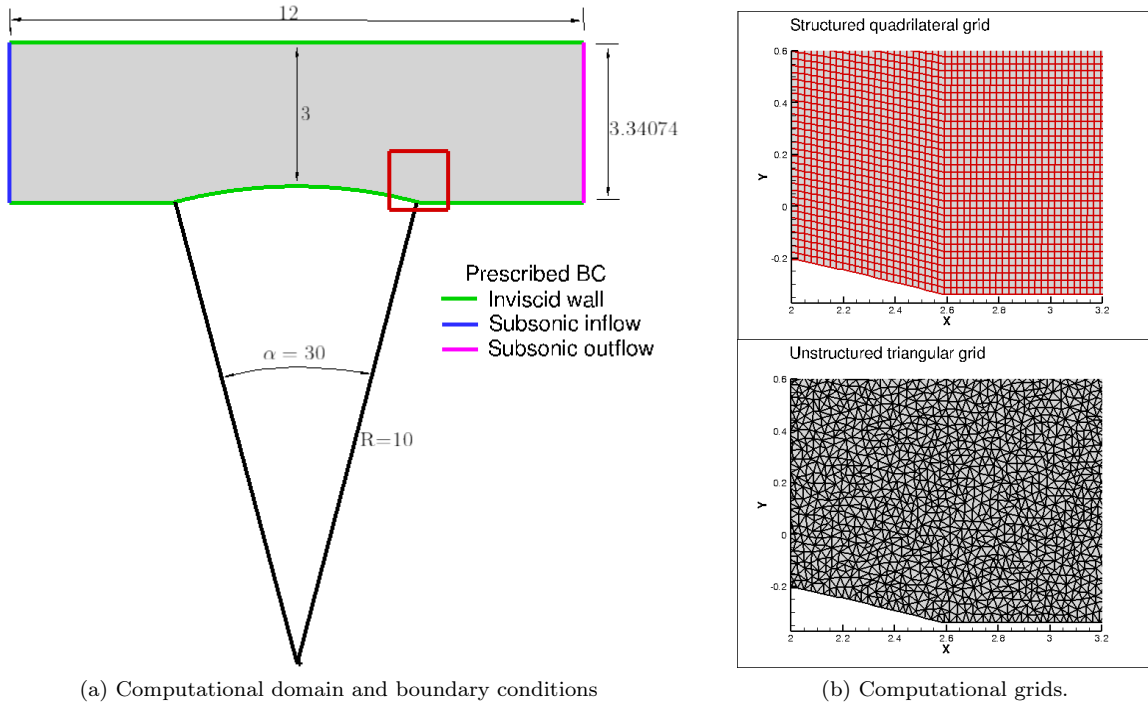 12
3
3.34074
Prescribed BC
Inviscid wall
Subsonic inflow
Subsonic outflow
α = 30
R=10
(a) Computational domain and boundary conditions
Structured quadrilateral grid
0.6
0.4
0.2
0
-0.2
Y
2
2.2
2.4
2.6
2.8
3
3.2
X
Unstructured triangular grid
0.6
0.4
0.2
0
-0.2
Y
2
2.2
2.4
2.6
2.8
3
3.2
X
(b) Computational grids.